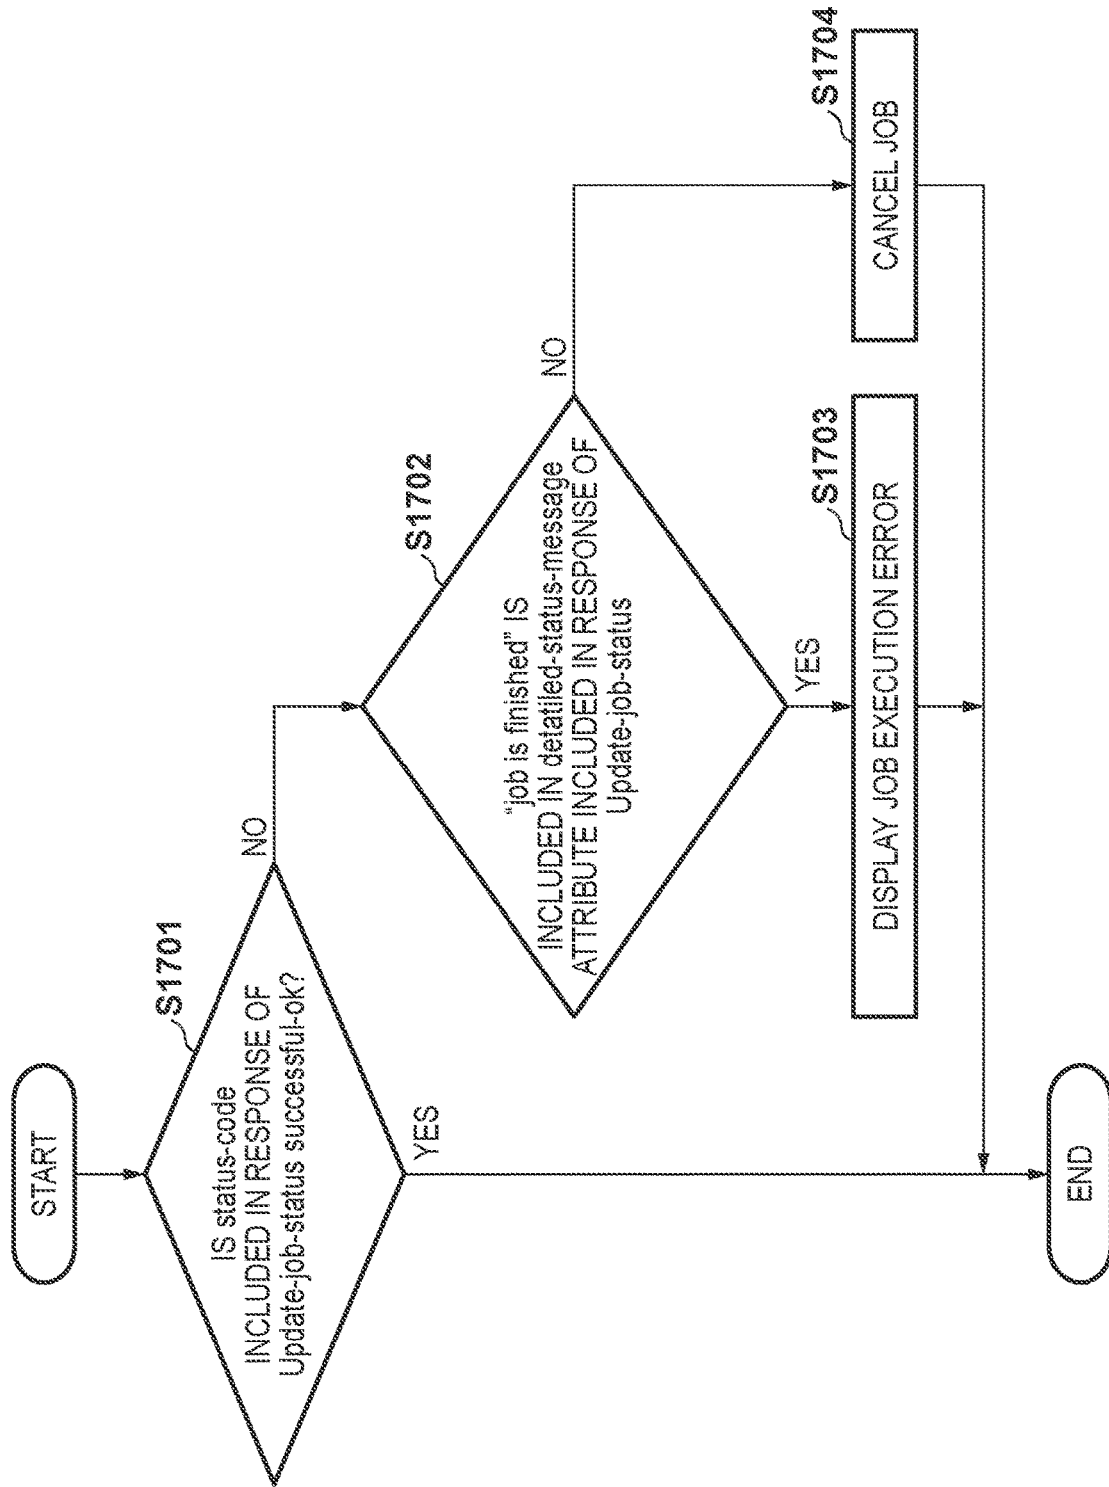 START
S1701
IS status-code
INCLUDED IN RESPONSE OF
Update-job-status successful-ok?
NO
YES
S1702
"job is finished" IS
INCLUDED IN detatiled-status-message
ATTRIBUTE INCLUDED IN RESPONSE OF
Update-job-status
NO
YES
S1703
DISPLAY JOB EXECUTION ERROR
S1704
CANCEL JOB
END